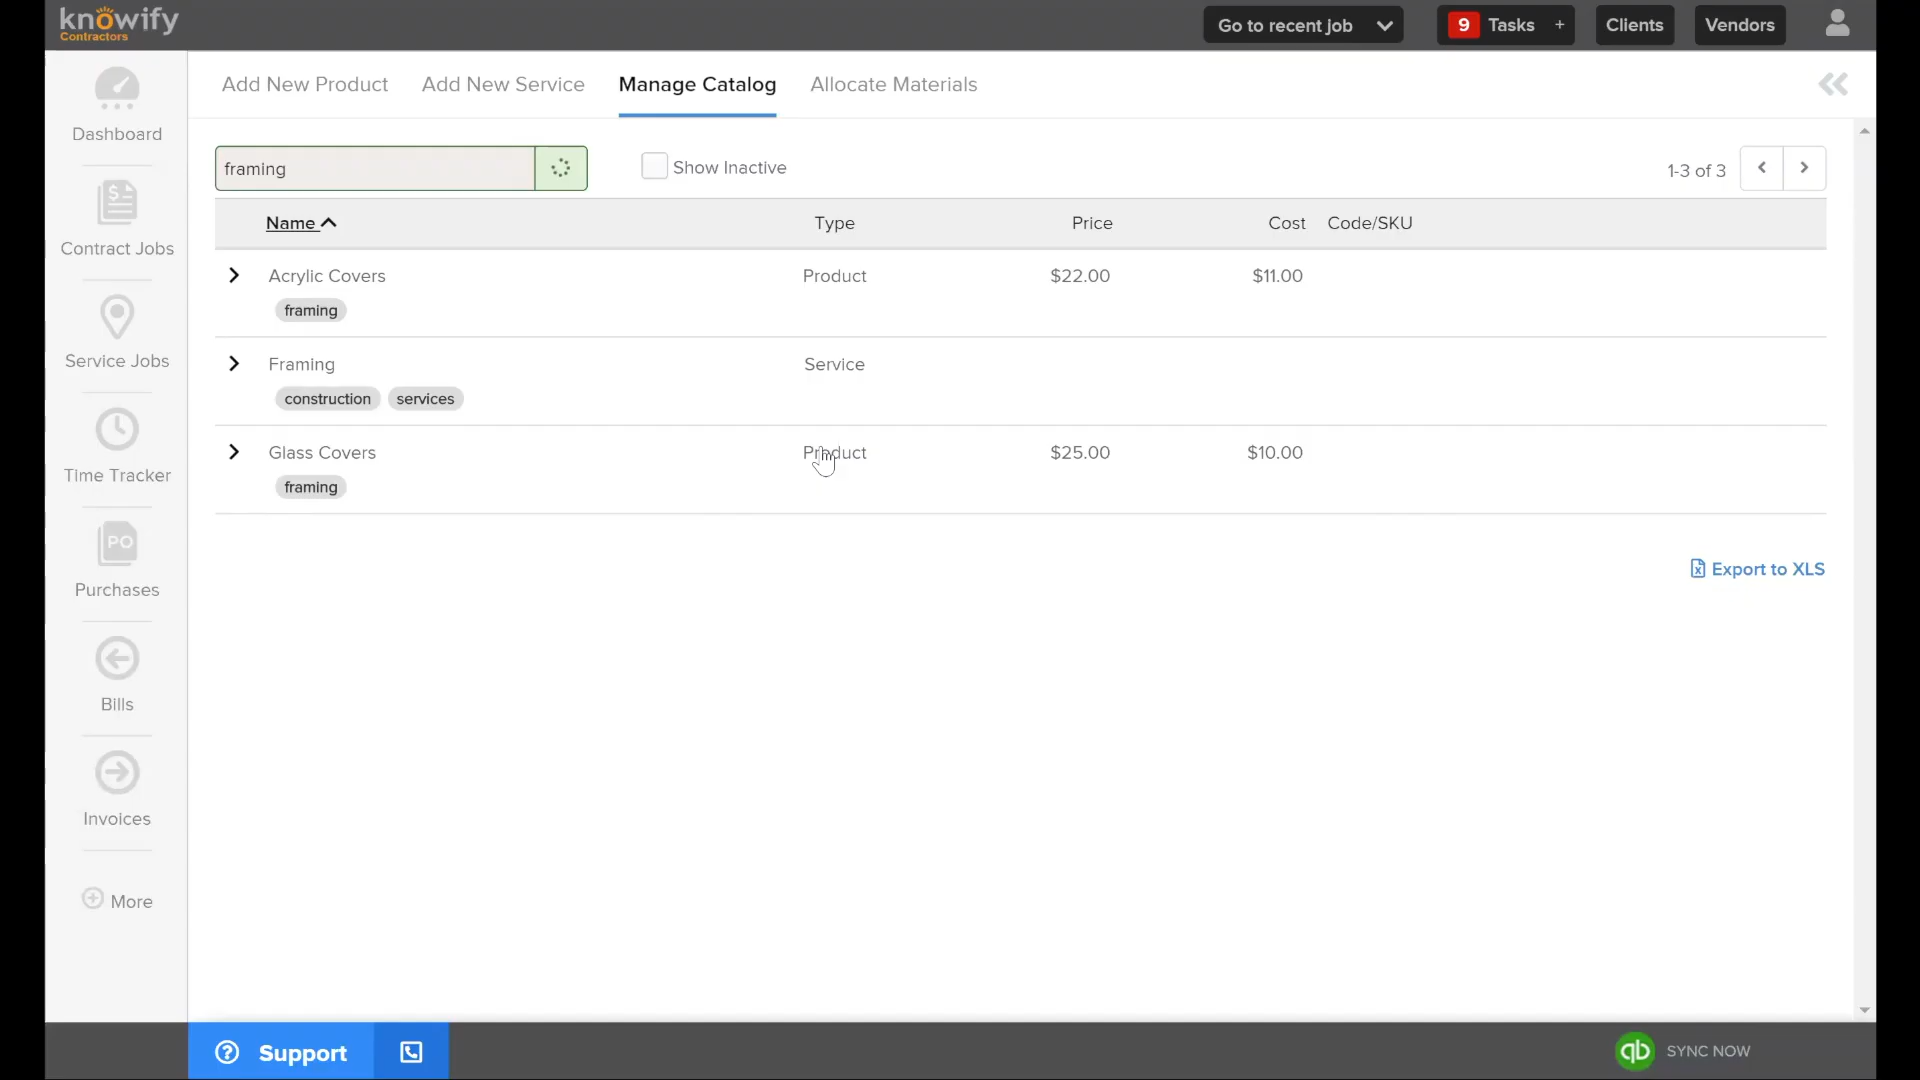 knowify
Contractors
Go to recent job
9 Tasks +
Clients
Vendors
Add New Product
Add New Service
Manage Catalog
Allocate Materials
Dashboard
Contract Jobs
Service Jobs
Time Tracker
PO
Purchases
Bills
Invoices
More
framing
Show Inactive
1-3 of 3
Name Type Price Cost Code/SKU
Acrylic Covers Product $22.00 $11.00
framing
Framing Service
construction services
Glass Covers Product $25.00 $10.00
framing
Export to XLS
Support
qb SYNC NOW